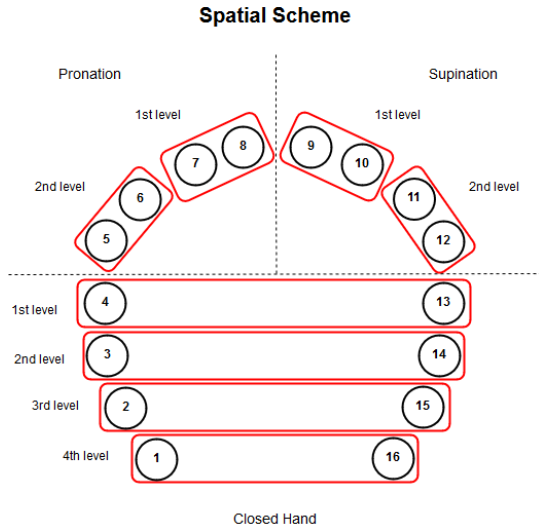 Spatial Scheme
Pronation
Supination
1st level
1st level
8
9
7
10
2nd level
2nd level
6
11
5
12
1st level
4
13
2nd level
3
14
3rd level
2
15
4th level
1
16
Closed Hand